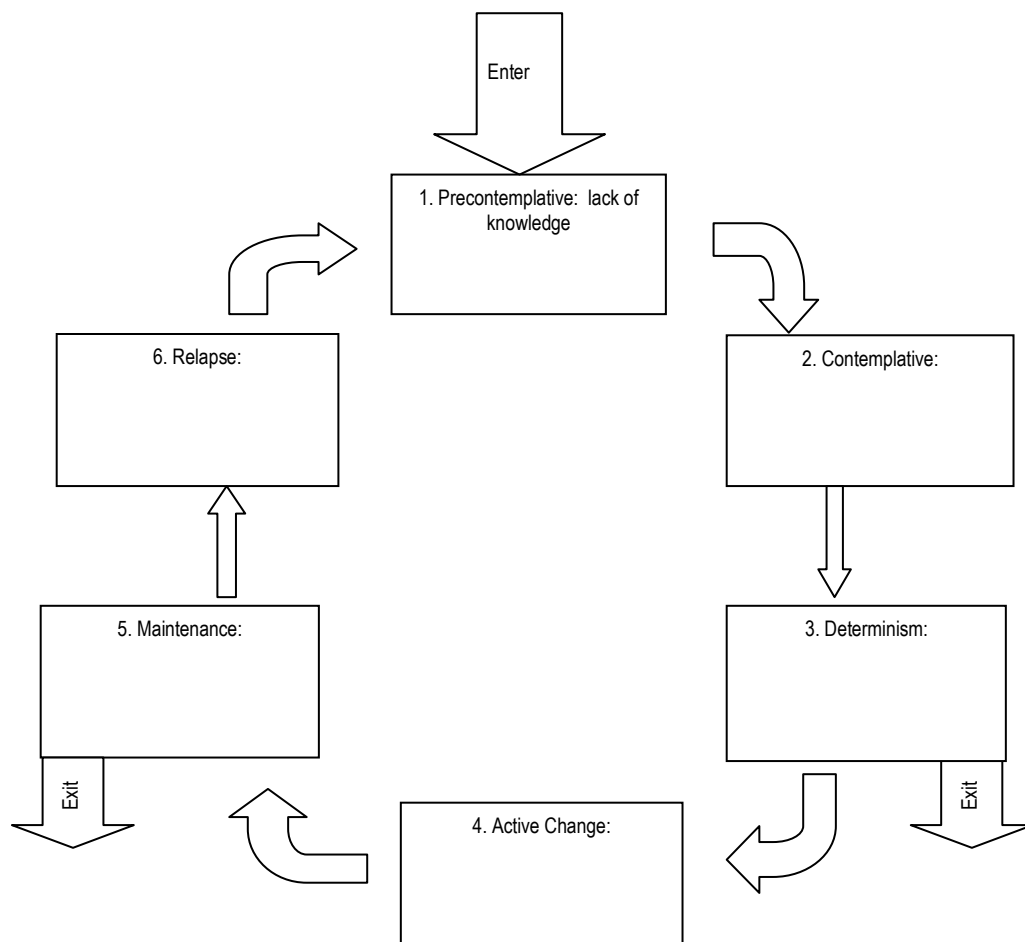 Enter
1. Precontemplative: lack of
knowledge
6. Relapse:
2. Contemplative:
5. Maintenance:
3. Determinism:
Exit
Exit
4. Active Change: